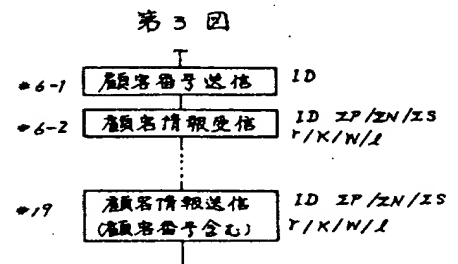 第3図
#6-1 顧客番号送信 ID
#6-2 顧客情報受信 ID ΣP/ΣN/ΣS
r/K/W/l
#19 顧客情報送信 ID ΣP/ΣN/ΣS
(顧客番号含む) r/K/W/l